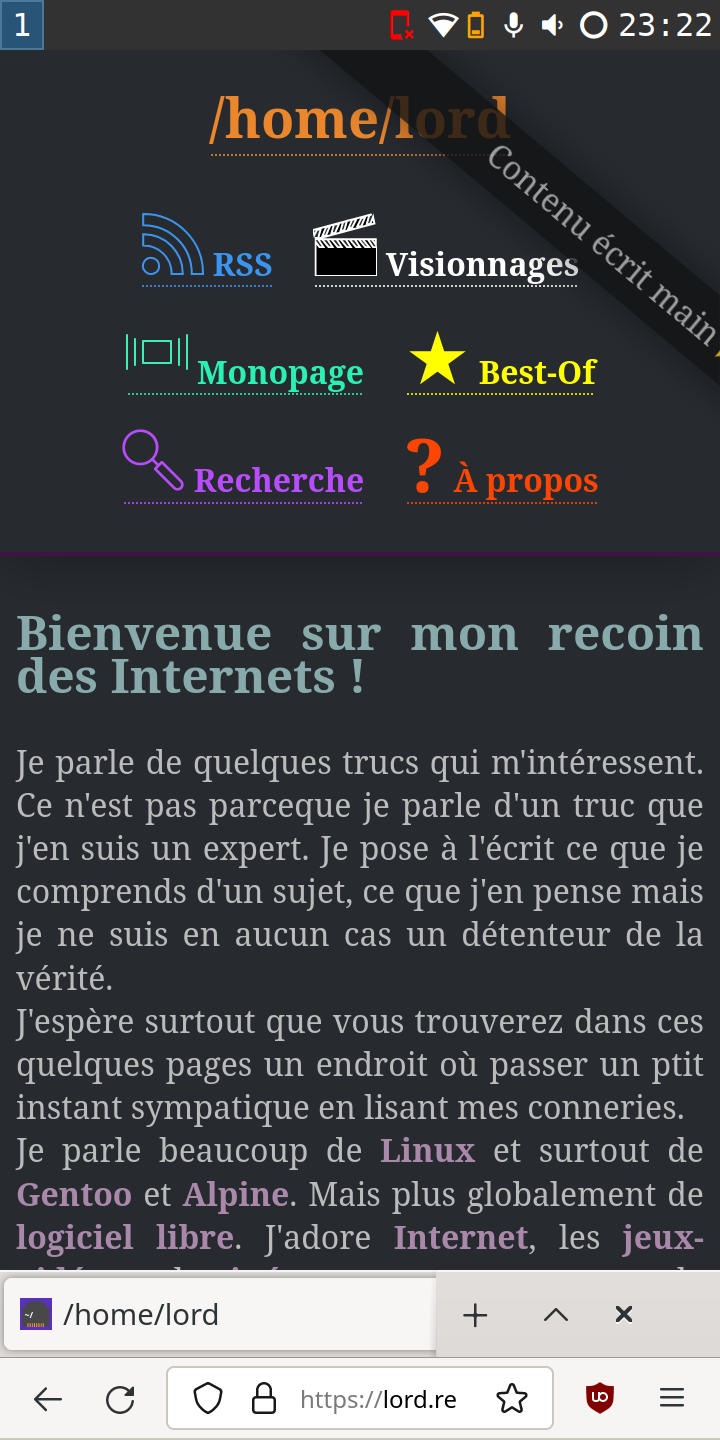 1 23:22
/home/lord
Contenu écrit main
RSS Visionnages
Monopage Best-Of
? Recherche À propos
Bienvenue sur mon recoin
des Internets !
Je parle de quelques trucs qui m'intéressent.
Ce n'est pas parceque je parle d'un truc que
j'en suis un expert. Je pose à l'écrit ce que je
comprends d'un sujet, ce que j'en pense mais
je ne suis en aucun cas un détenteur de la
vérité.
J'espère surtout que vous trouverez dans ces
quelques pages un endroit où passer un ptit
instant sympatique en lisant mes conneries.
Je parle beaucoup de Linux et surtout de
Gentoo et Alpine. Mais plus globalement de
logiciel libre. J'adore Internet, les jeux-
/home/lord
https://lord.re